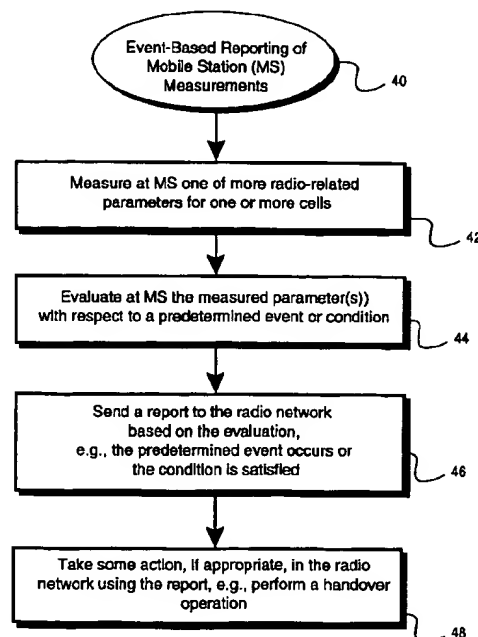 Event-Based Reporting of
Mobile Station (MS)
Measurements
40
Measure at MS one of more radio-related
parameters for one or more cells
42
Evaluate at MS the measured parameter(s))
with respect to a predetermined event or condition
44
Send a report to the radio network
based on the evaluation,
e.g., the predetermined event occurs or
the condition is satisfied
46
Take some action, if appropriate, in the radio
network using the report, e.g., perform a handover
operation
48